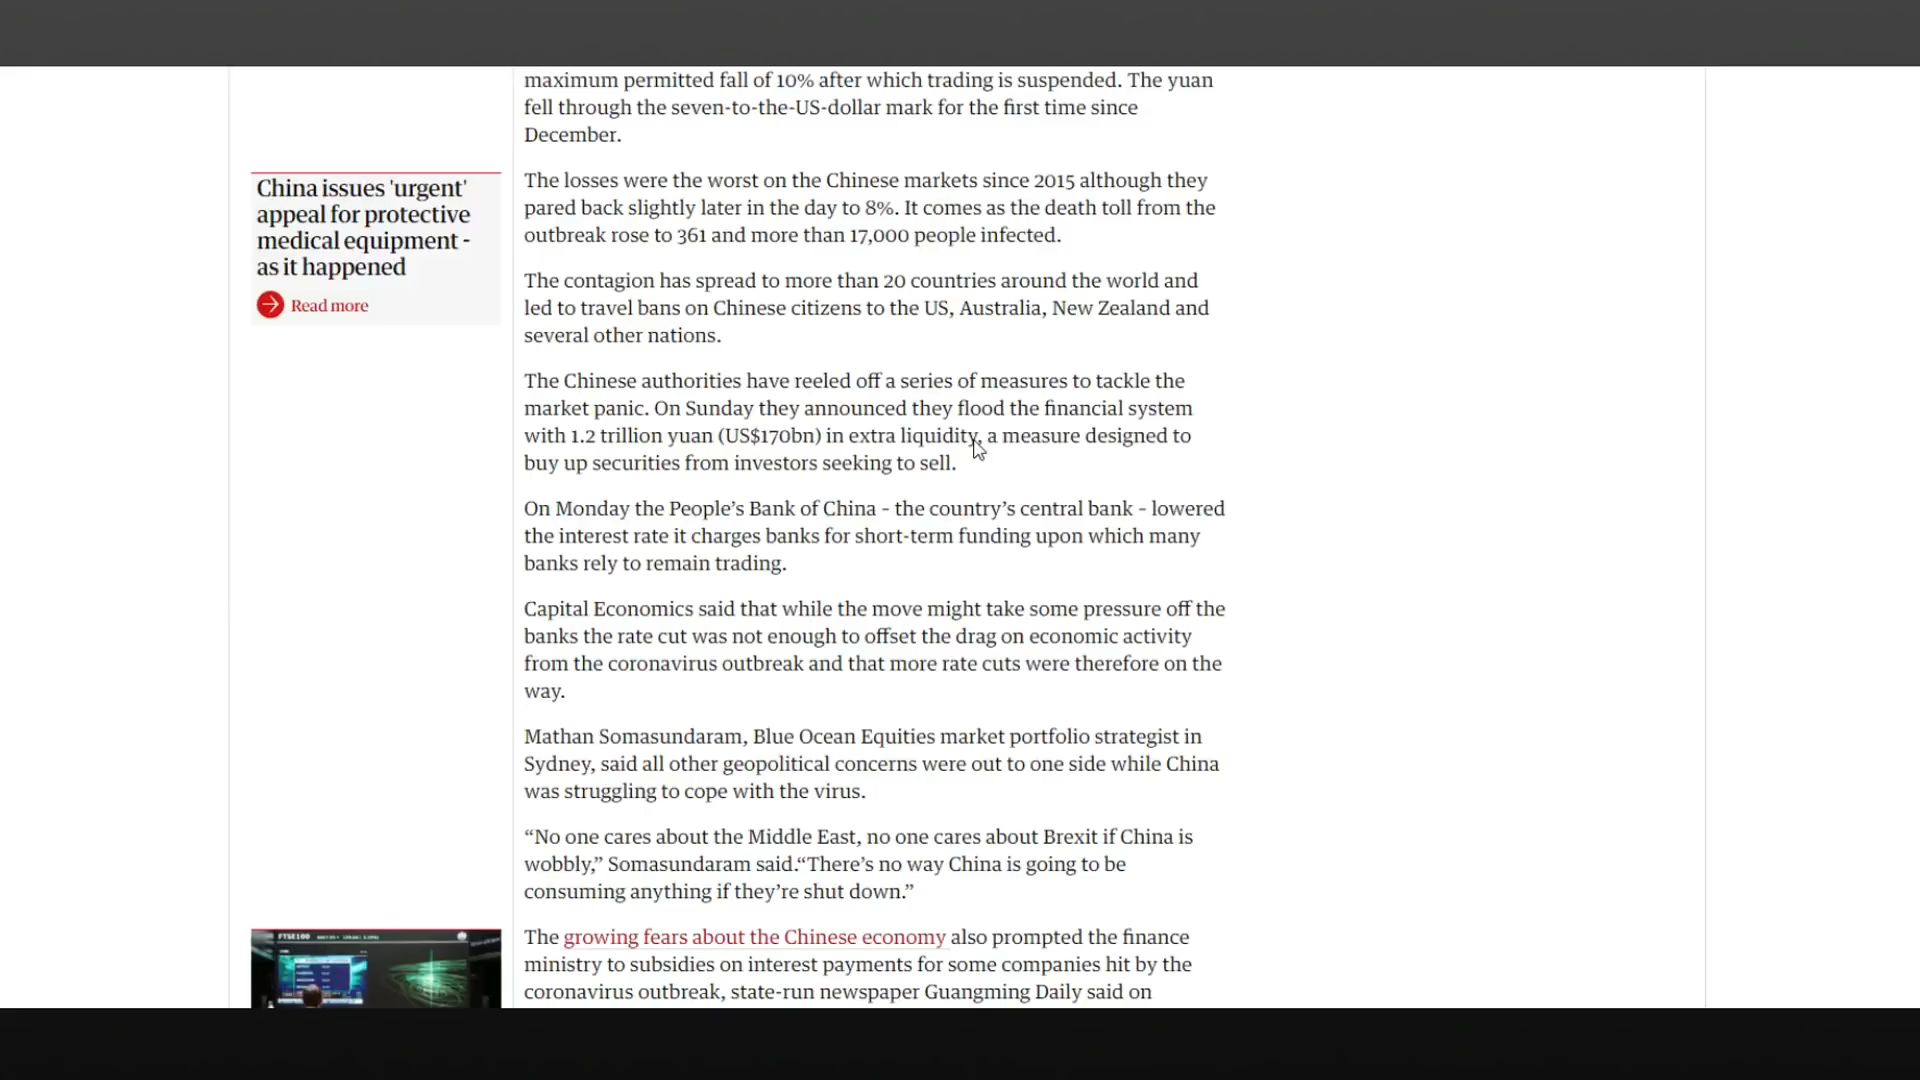 maximum permitted fall of 10% after which trading is suspended. The yuan
fell through the seven-to-the-US-dollar mark for the first time since
December.
China issues 'urgent'
appeal for protective
medical equipment -
as it happened
Read more
The losses were the worst on the Chinese markets since 2015 although they
pared back slightly later in the day to 8%. It comes as the death toll from the
outbreak rose to 361 and more than 17,000 people infected.
The contagion has spread to more than 20 countries around the world and
led to travel bans on Chinese citizens to the US, Australia, New Zealand and
several other nations.
The Chinese authorities have reeled off a series of measures to tackle the
market panic. On Sunday they announced they flood the financial system
with 1.2 trillion yuan (US$170bn) in extra liquidity, a measure designed to
buy up securities from investors seeking to sell.
On Monday the People’s Bank of China - the country’s central bank - lowered
the interest rate it charges banks for short-term funding upon which many
banks rely to remain trading.
Capital Economics said that while the move might take some pressure off the
banks the rate cut was not enough to offset the drag on economic activity
from the coronavirus outbreak and that more rate cuts were therefore on the
way.
Mathan Somasundaram, Blue Ocean Equities market portfolio strategist in
Sydney, said all other geopolitical concerns were out to one side while China
was struggling to cope with the virus.
“No one cares about the Middle East, no one cares about Brexit if China is
wobbly,” Somasundaram said.“There’s no way China is going to be
consuming anything if they’re shut down.”
The growing fears about the Chinese economy also prompted the finance
ministry to subsidies on interest payments for some companies hit by the
coronavirus outbreak, state-run newspaper Guangming Daily said on
FTSE100